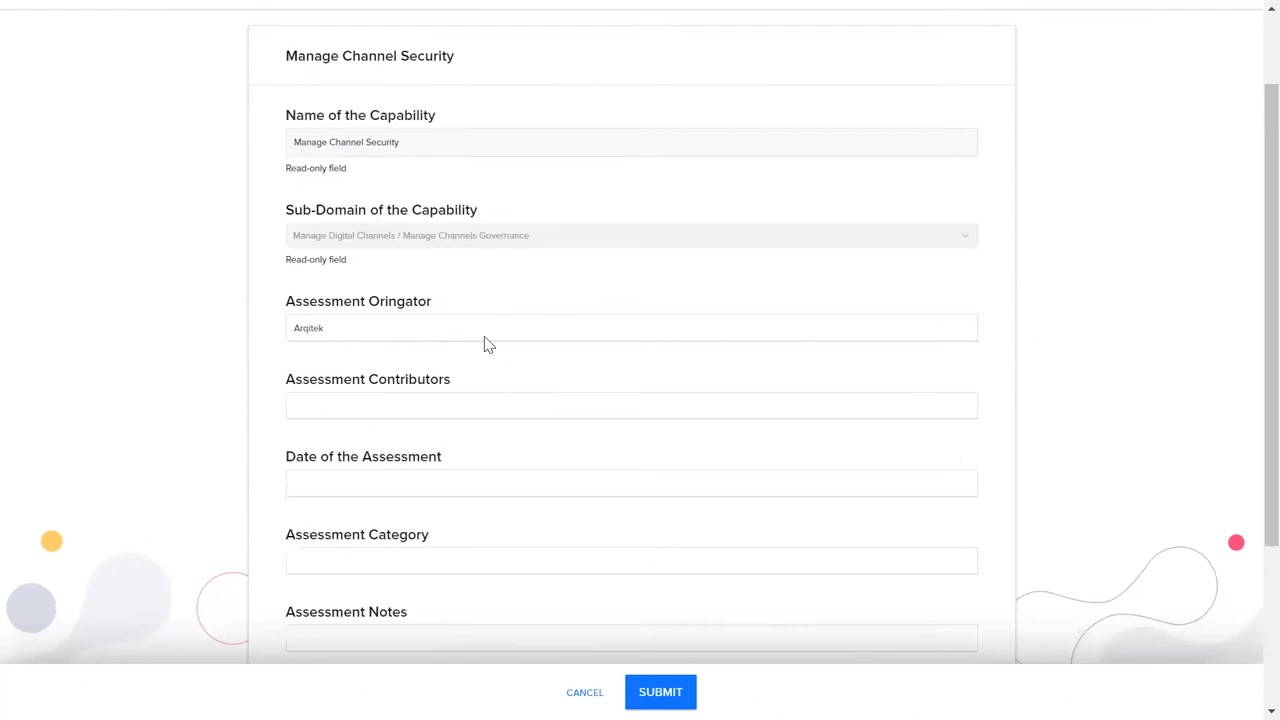 Manage Channel Security
Name of the Capability
Manage Channel Security
Read-only field
Sub-Domain of the Capability
Manage Digital Channels / Manage Channels Governance
Read-only field
Assessment Oringator
Arqitek
Assessment Contributors
Date of the Assessment
Assessment Category
Assessment Notes
CANCEL
SUBMIT